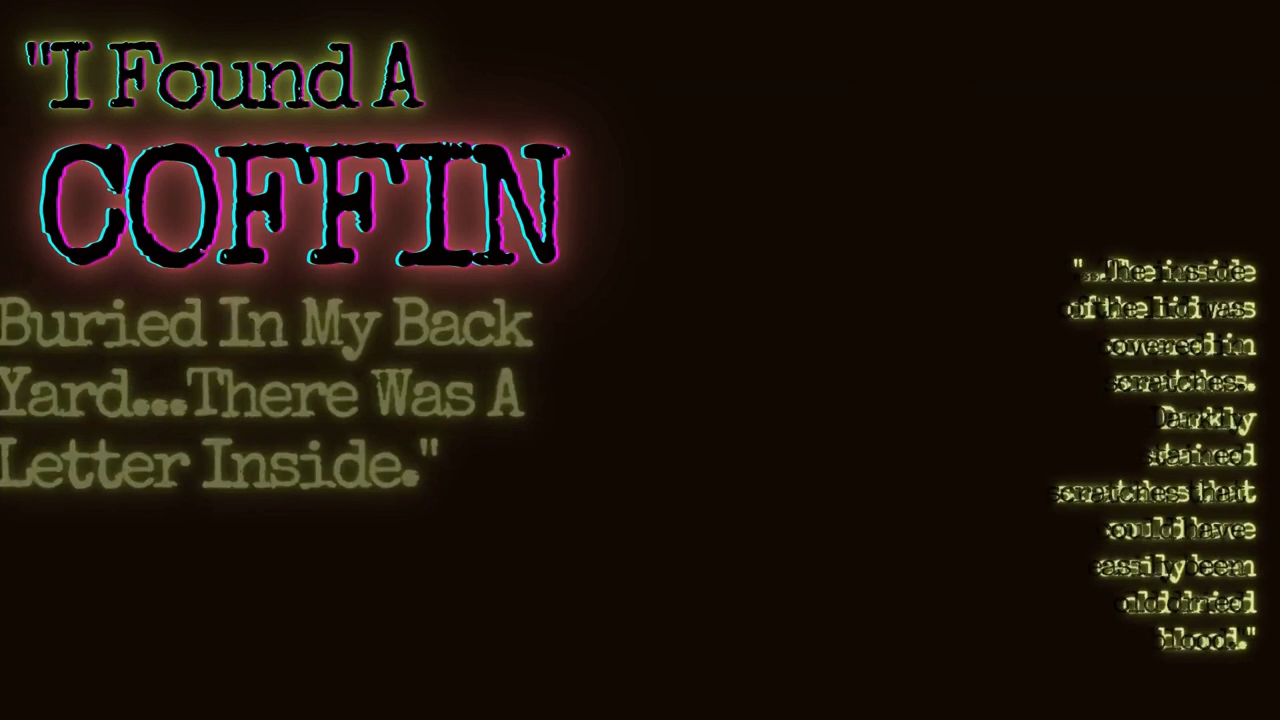 "I Found A
COFFIN
Buried In My Back
Yard...There Was A
Letter Inside."
"...The inside
of the lid was
covered in
scratches.
Darkly
stained
scratches that
could have
easily been
old dried
blood."